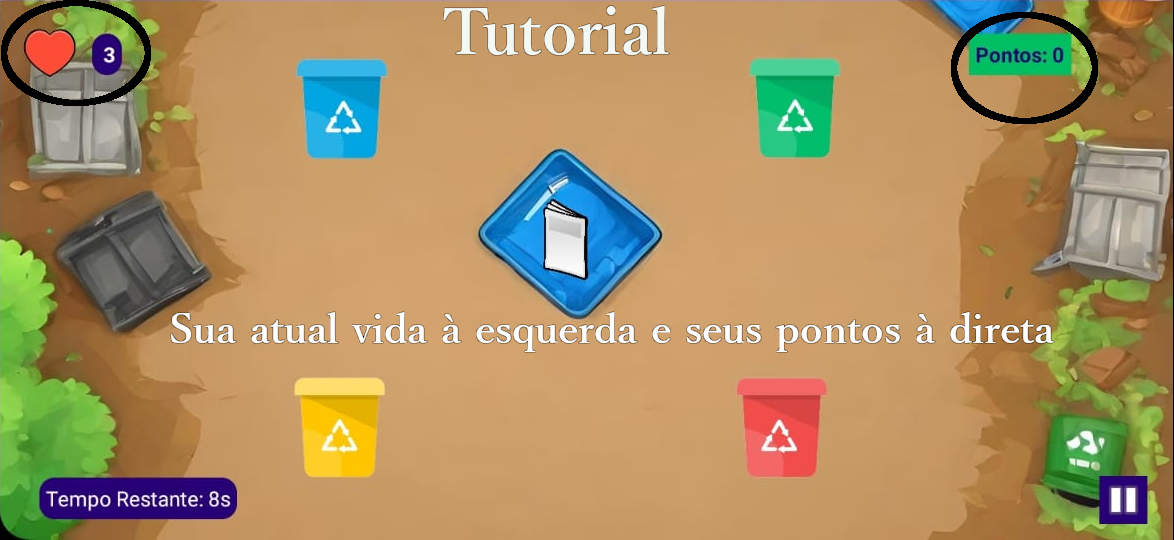 Tutorial
3
Pontos: 0
Sua atual vida à esquerda e seus pontos à direta
Tempo Restante: 8s